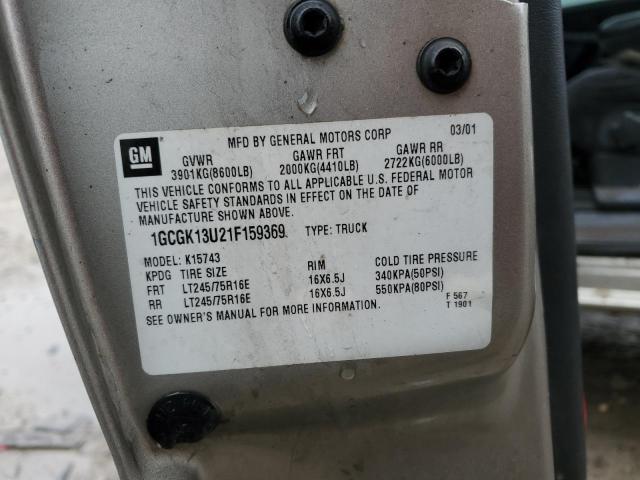 GM
MFD BY GENERAL MOTORS CORP 03/01
GVWR GAWR FRT GAWR RR
3901KG(8600LB) 2000KG(4410LB) 2722KG(6000LB)
THIS VEHICLE CONFORMS TO ALL APPLICABLE U.S. FEDERAL MOTOR
VEHICLE SAFETY STANDARDS IN EFFECT ON THE DATE OF
MANUFACTURE SHOWN ABOVE.
1GCGK13U21F159369 TYPE: TRUCK
MODEL: K15743
KPDG TIRE SIZE RIM COLD TIRE PRESSURE
FRT LT245/75R16E 16X6.5J 340KPA(50PSI)
RR LT245/75R16E 16X6.5J 550KPA(80PSI)
SEE OWNER'S MANUAL FOR MORE INFORMATION.
F 567
T 1901